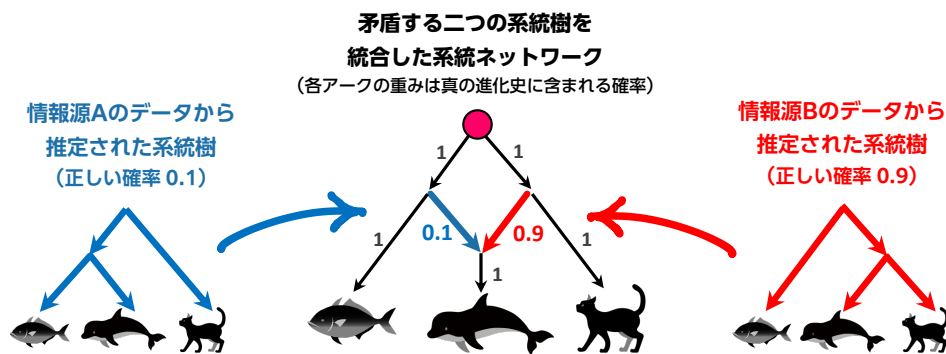 矛盾する二つの系統樹を
統合した系統ネットワーク
(各アークの重みは真の進化史に含まれる確率)
情報源Aのデータから
推定された系統樹
(正しい確率 0.1)
情報源Bのデータから
推定された系統樹
(正しい確率 0.9)
1
1
1
0.1
0.9
1
1